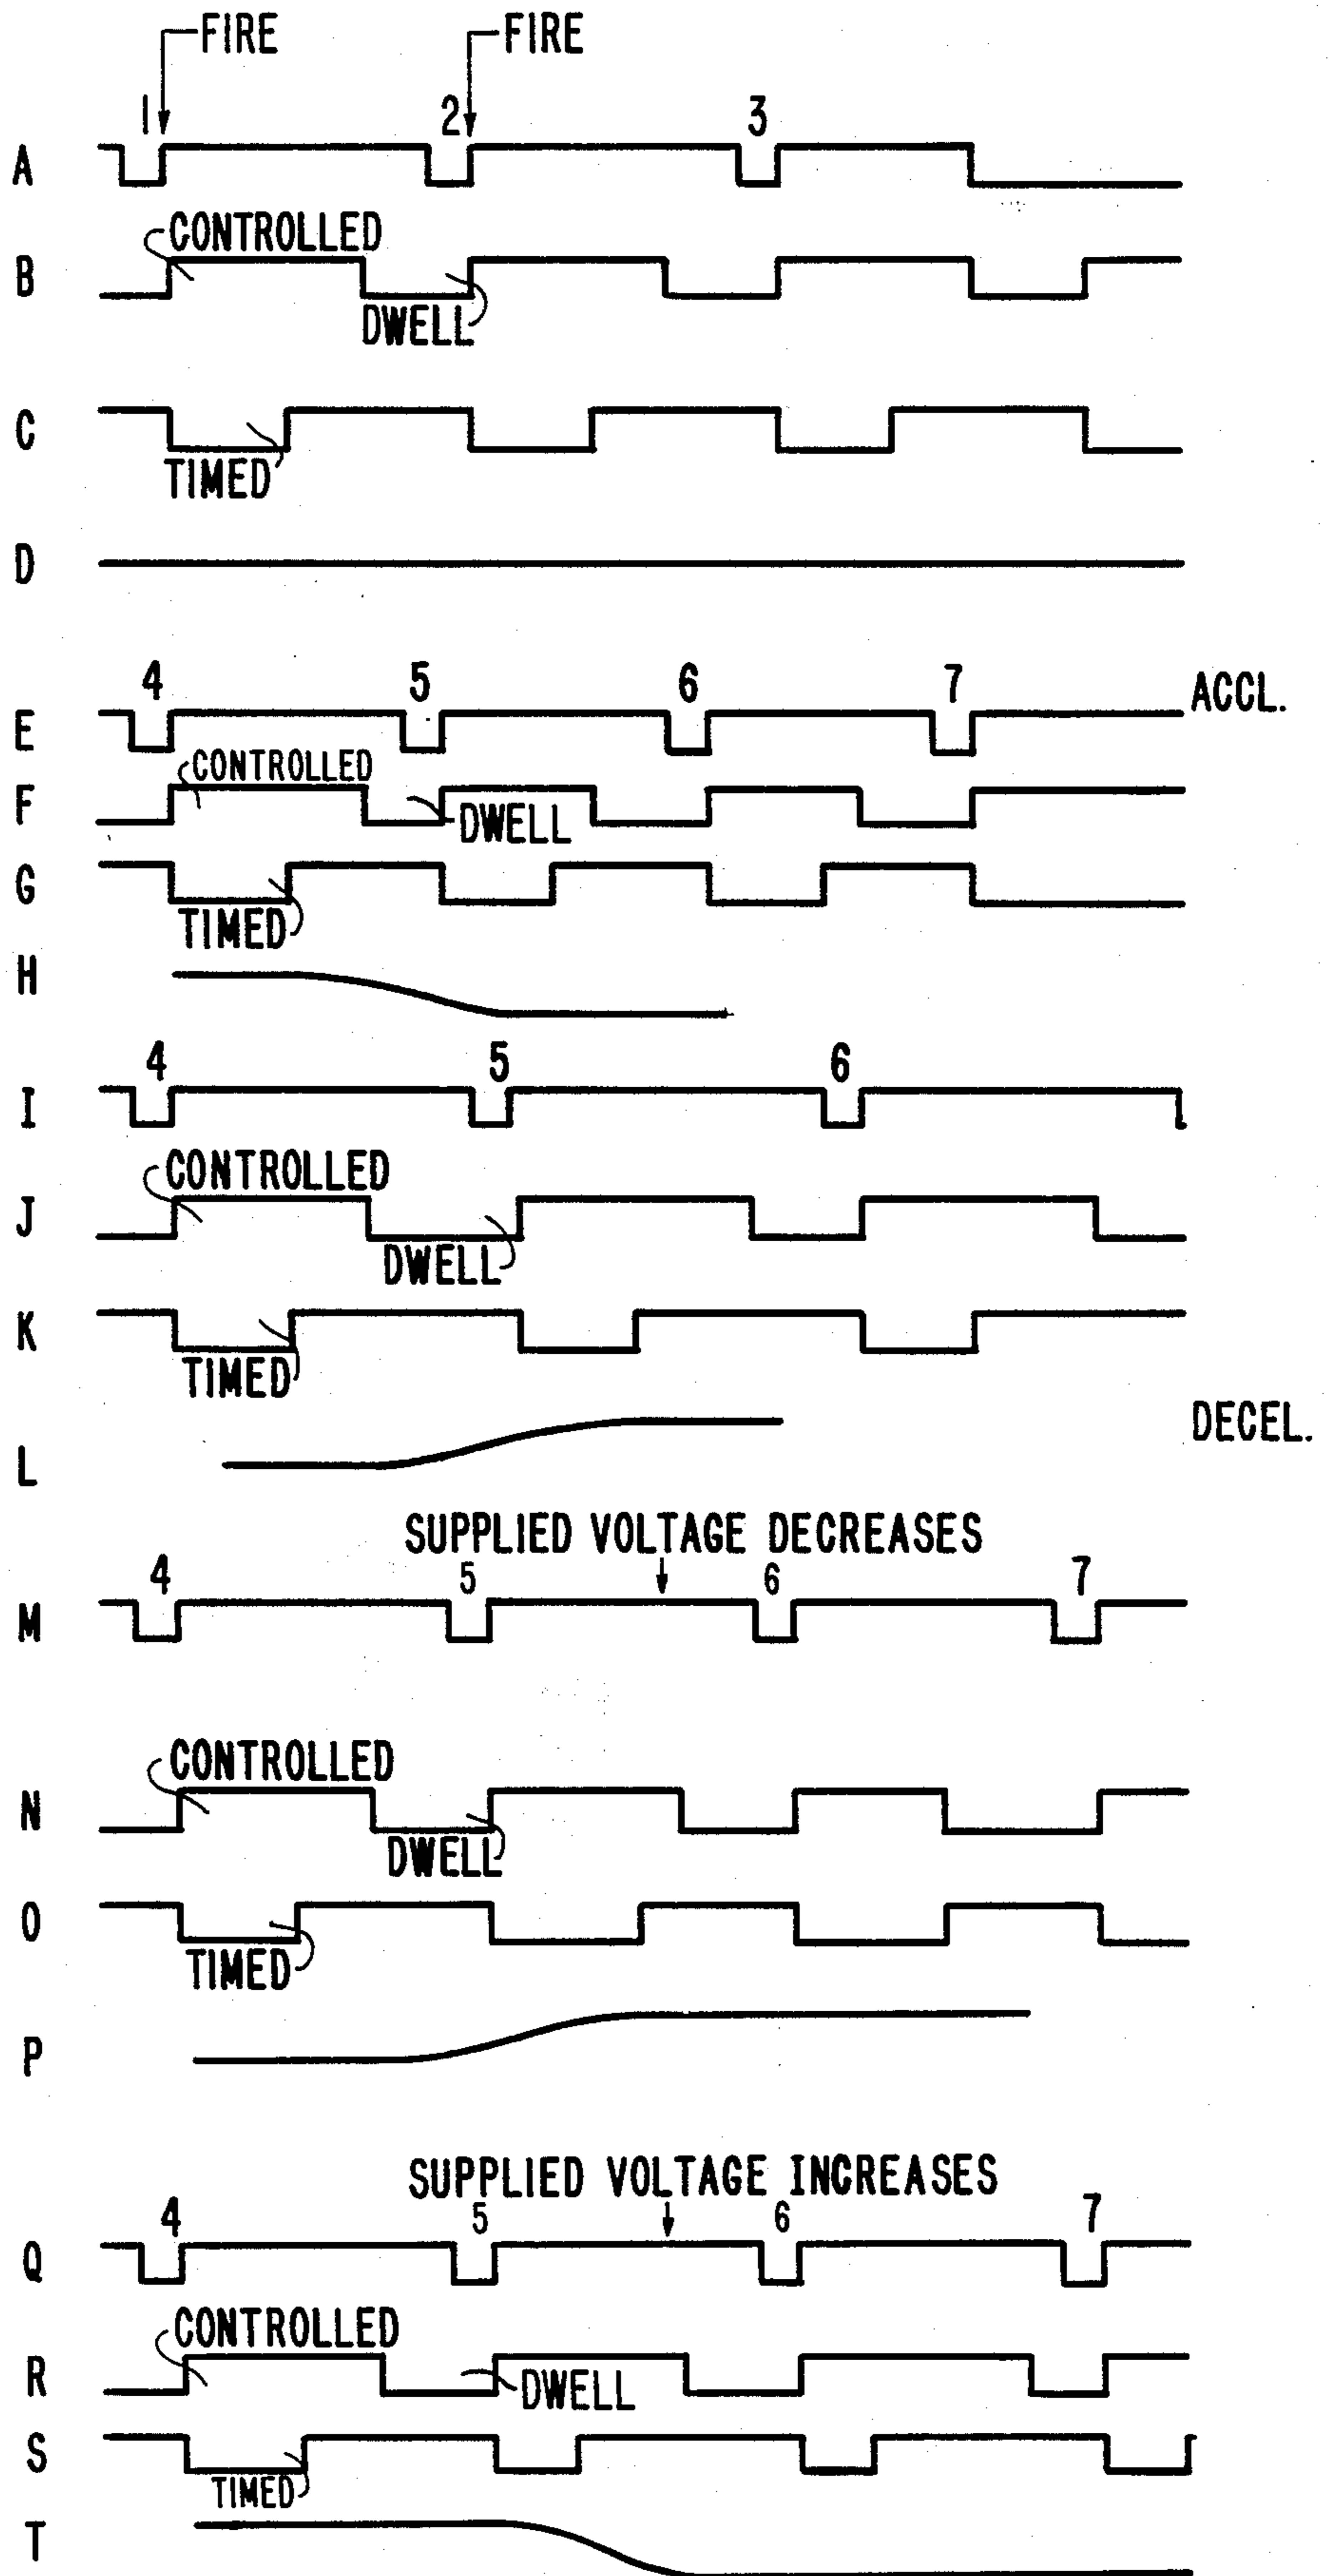 FIRE FIRE
1 2 3
A
CONTROLLED
B
DWELL
C
TIMED
D
4 5 6 7 ACCL.
E
CONTROLLED
F
DWELL
G
TIMED
H
4 5 6
I
CONTROLLED
J
DWELL
K
TIMED
DECEL.
L
SUPPLIED VOLTAGE DECREASES
4 5 6 7
M
CONTROLLED
N
DWELL
O
TIMED
P
SUPPLIED VOLTAGE INCREASES
4 5 6 7
Q
CONTROLLED
R
DWELL
S
TIMED
T